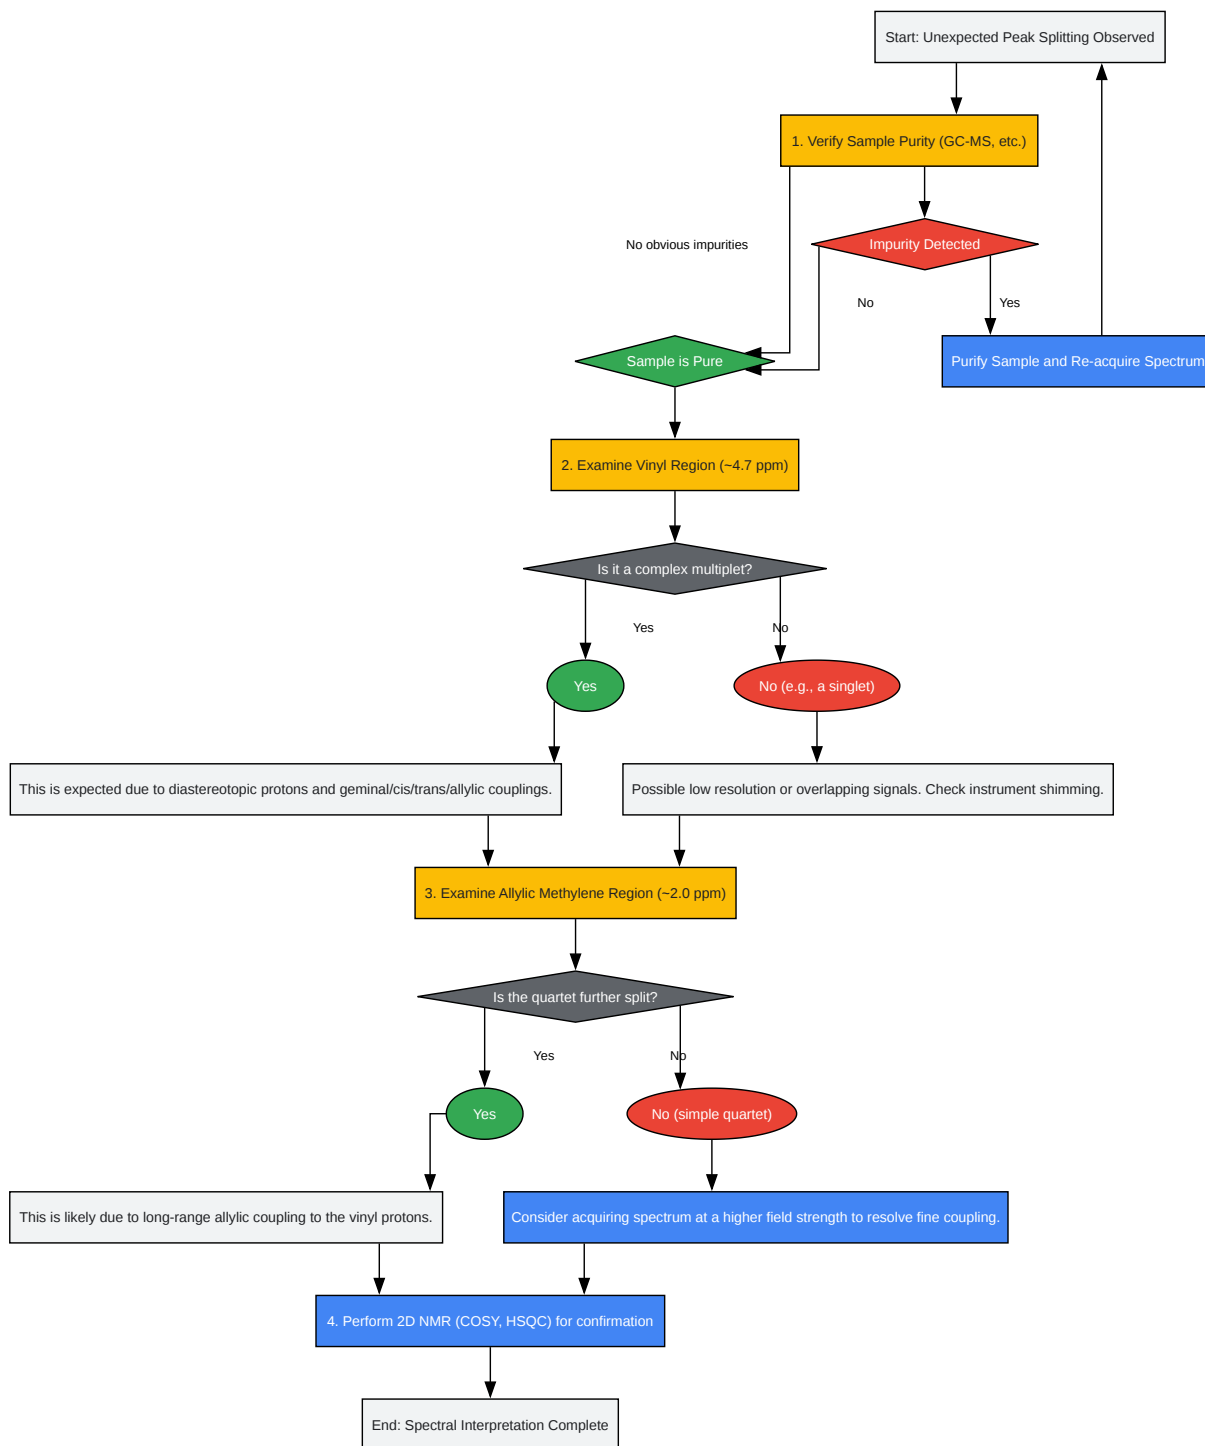 Start: Unexpected Peak Splitting Observed
1. Verify Sample Purity (GC-MS, etc.)
No obvious impurities
Impurity Detected
No
Yes
Sample is Pure
Purify Sample and Re-acquire Spectrum
2. Examine Vinyl Region (~4.7 ppm)
Is it a complex multiplet?
Yes
No
Yes
No (e.g., a singlet)
This is expected due to diastereotopic protons and geminal/cis/trans/allylic couplings.
Possible low resolution or overlapping signals. Check instrument shimming.
3. Examine Allylic Methylene Region (~2.0 ppm)
Is the quartet further split?
Yes
No
Yes
No (simple quartet)
This is likely due to long-range allylic coupling to the vinyl protons.
Consider acquiring spectrum at a higher field strength to resolve fine coupling.
4. Perform 2D NMR (COSY, HSQC) for confirmation
End: Spectral Interpretation Complete